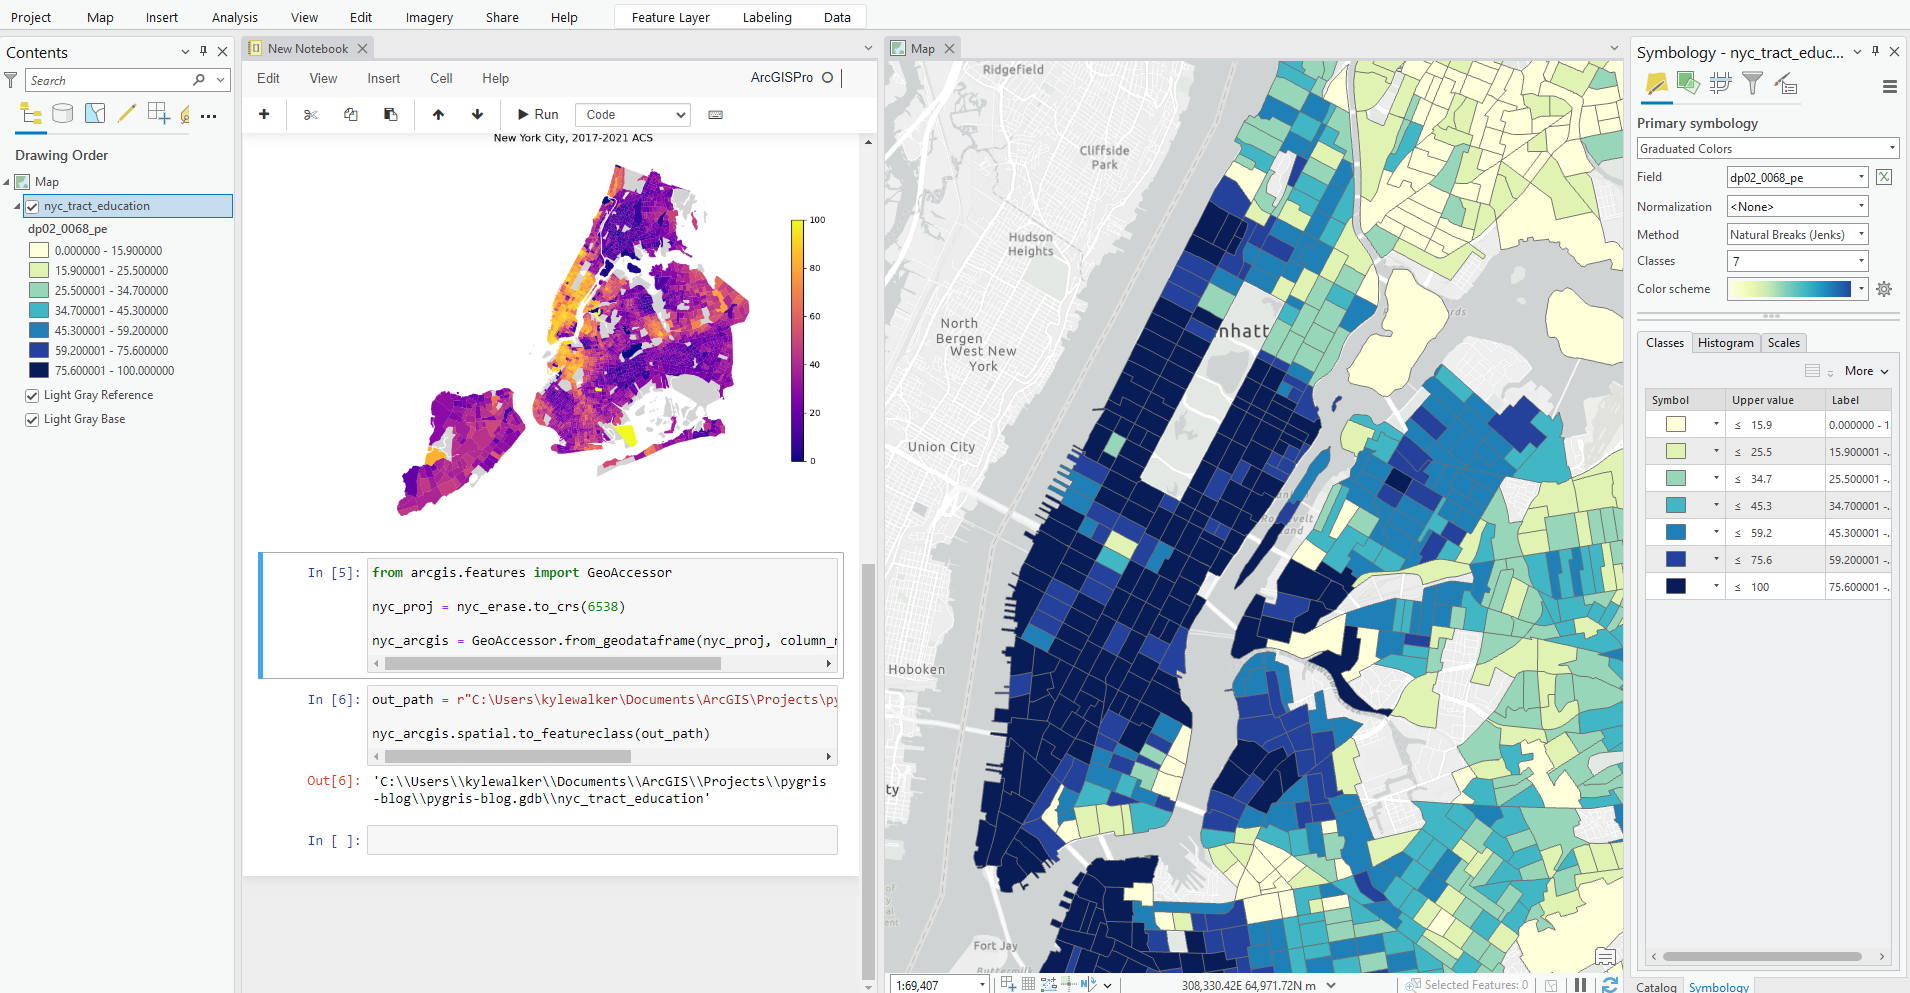 Project Map Insert Analysis View Edit Imagery Share Help Feature Layer Labeling Data
Contents
Search
Drawing Order
Map
nyc_tract_education
dp02_0068_pe
0.000000 - 15.900000
15.900001 - 25.500000
25.500001 - 34.700000
34.700001 - 45.300000
45.300001 - 59.200000
59.200001 - 75.600000
75.600001 - 100.000000
Light Gray Reference
Light Gray Base
New Notebook
Edit View Insert Cell Help ArcGISPro
Run Code
New York City, 2017-2021 ACS
100
80
60
40
20
0
In [5]: from arcgis.features import GeoAccessor
nyc_proj = nyc_erase.to_crs(6538)
nyc_arcgis = GeoAccessor.from_geodataframe(nyc_proj, column_
In [6]: out_path = r"C:\Users\kylewalker\Documents\ArcGIS\Projects\py
nyc_arcgis.spatial.to_featureclass(out_path)
Out[6]: 'C:\\Users\\kylewalker\\Documents\\ArcGIS\\Projects\\pygris
-blog\\pygris-blog.gdb\\nyc_tract_education'
In [ ]:
Map
Ridgefield
Cliffside
Park
Hudson
Heights
North
Bergen
West New
York
nhatt
rds
Union City
Hoboken
ty
Fort Jay
1:69,407
308,330.42E 64,971.72N m
Selected Features: 0
Symbology - nyc_tract_educ...
Primary symbology
Graduated Colors
Field dp02_0068_pe
Normalization <None>
Method Natural Breaks (Jenks)
Classes 7
Color scheme
Classes Histogram Scales
More
Symbol Upper value Label
≤ 15.9 0.000000 - 1
≤ 25.5 15.900001 -.
≤ 34.7 25.500001 -.
≤ 45.3 34.700001 -.
≤ 59.2 45.300001 -.
≤ 75.6 59.200001 -.
≤ 100 75.600001 -.
Catalog Symbology